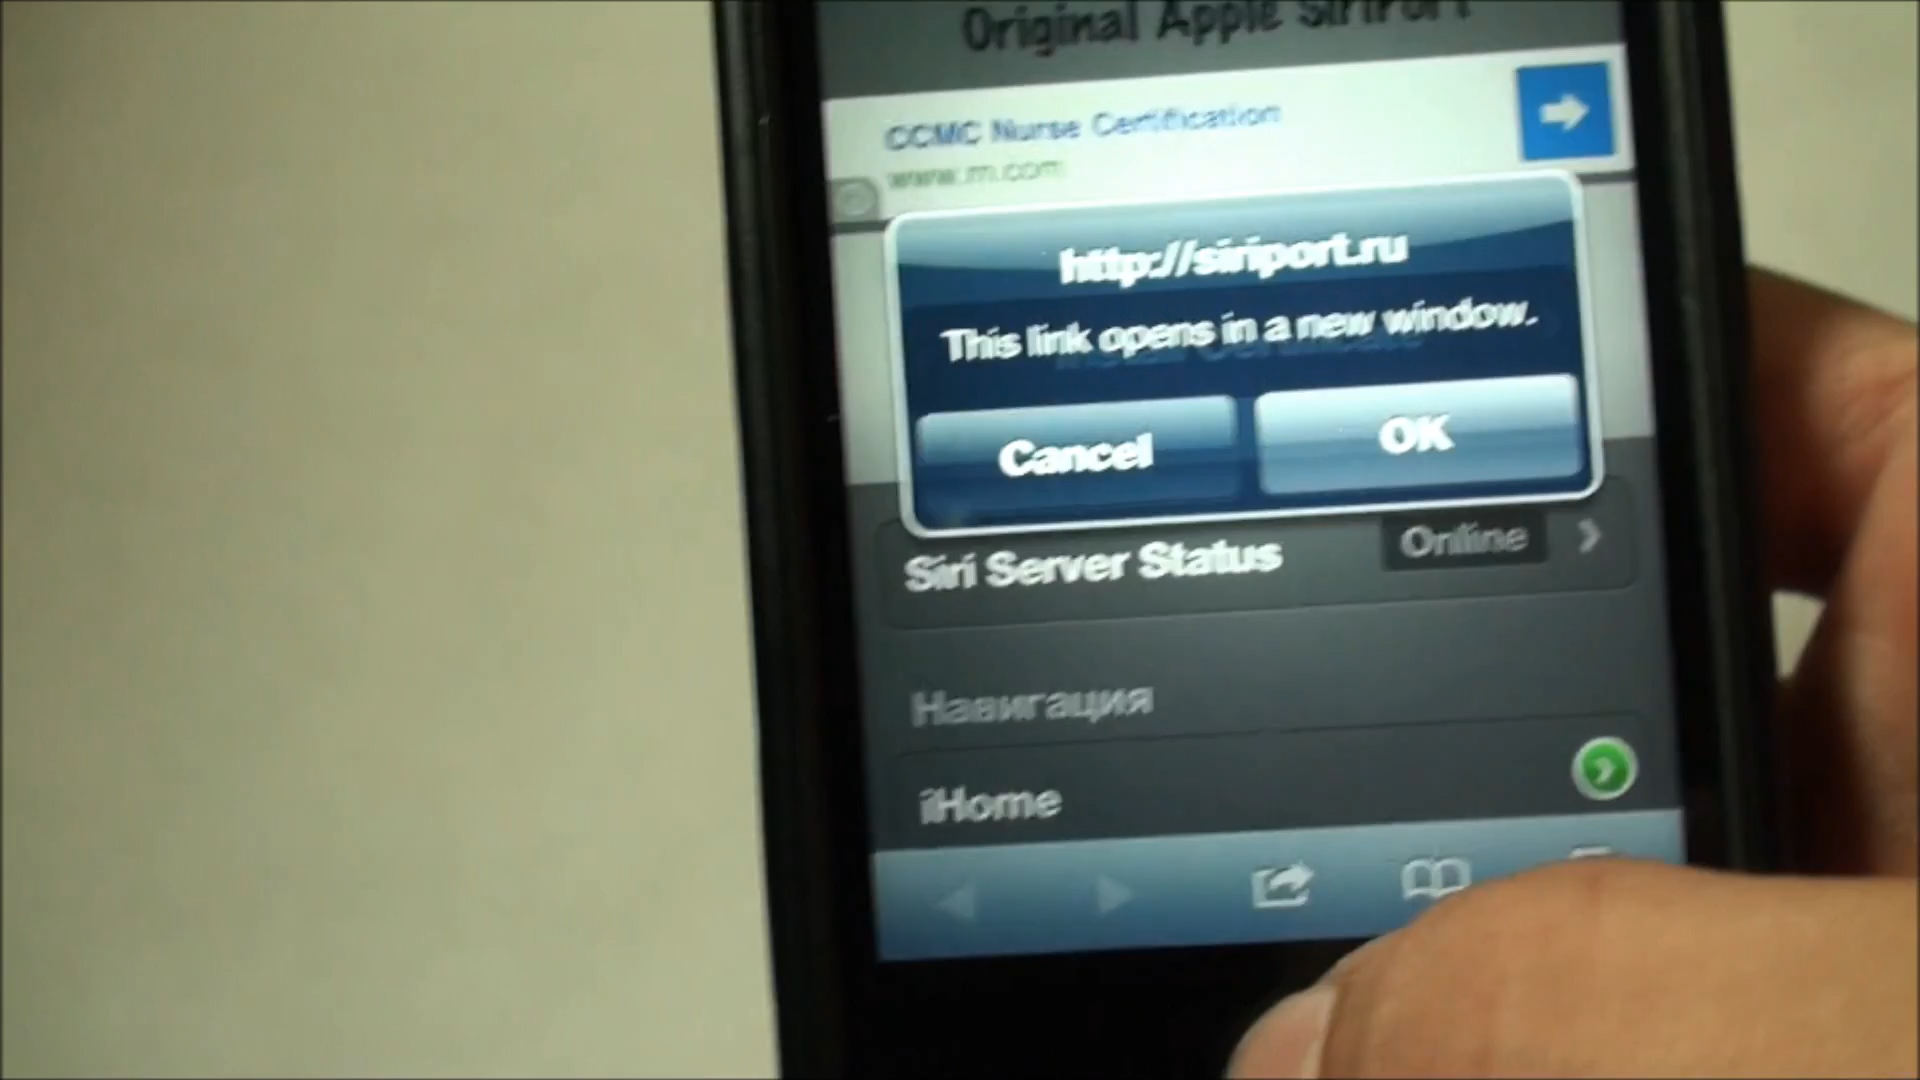 Original Apple SiriPort
CCMC Nurse Certification
www.rn.com
http://siriport.ru
This link opens in a new window.
Cancel
OK
Siri Server Status
Online
Навигация
iHome